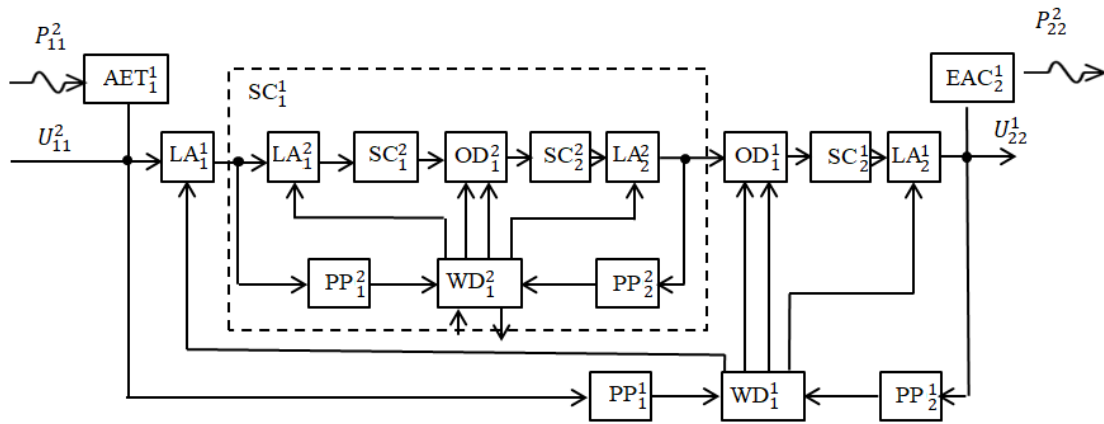 P₁₁²
P₂₂²
AET₁¹
SC₁¹
EAC₂¹
U₁₁²
U₂₂¹
LA₁¹
LA₁²
SC₁²
OD₁²
SC₂²
LA₂²
OD₁¹
SC₂¹
LA₂¹
PP₁²
WD₁²
PP₂²
PP₁¹
WD₁¹
PP₂¹